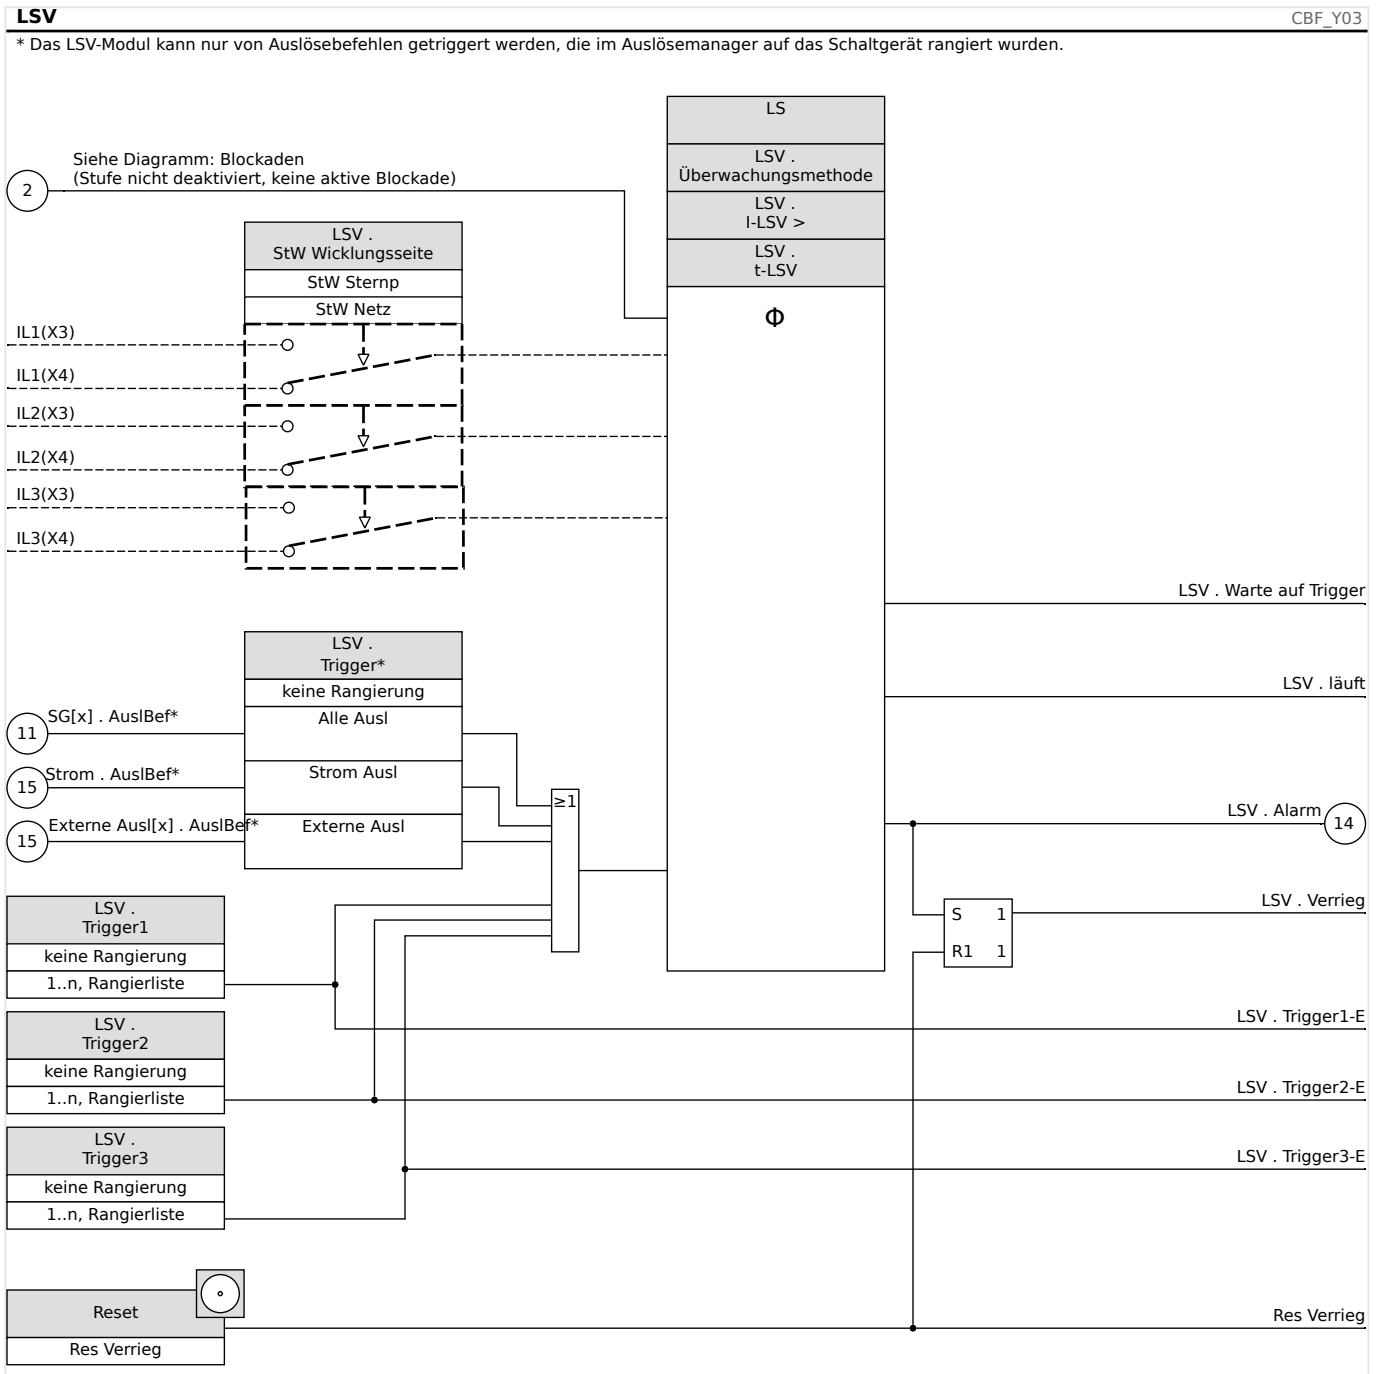 LSV
CBF_Y03
* Das LSV-Modul kann nur von Auslösebefehlen getriggert werden, die im Auslösemanager auf das Schaltgerät rangiert wurden.
LS
LSV .
Überwachungsmethode
LSV .
I-LSV >
LSV .
t-LSV
Φ
Siehe Diagramm: Blockaden
(Stufe nicht deaktiviert, keine aktive Blockade)
2
LSV .
StW Wicklungsseite
StW Sternp
StW Netz
IL1(X3)
IL1(X4)
IL2(X3)
IL2(X4)
IL3(X3)
IL3(X4)
LSV . Warte auf Trigger
LSV .
Trigger*
keine Rangierung
Alle Ausl
Strom Ausl
Externe Ausl
LSV . läuft
11
SG[x] . AuslBef*
15
Strom . AuslBef*
15
Externe Ausl[x] . AuslBef*
≥1
LSV . Alarm
14
LSV . Verrieg
S 1
R1 1
LSV .
Trigger1
keine Rangierung
1..n, Rangierliste
LSV . Trigger1-E
LSV .
Trigger2
keine Rangierung
1..n, Rangierliste
LSV . Trigger2-E
LSV .
Trigger3
keine Rangierung
1..n, Rangierliste
LSV . Trigger3-E
Reset
Res Verrieg
Res Verrieg